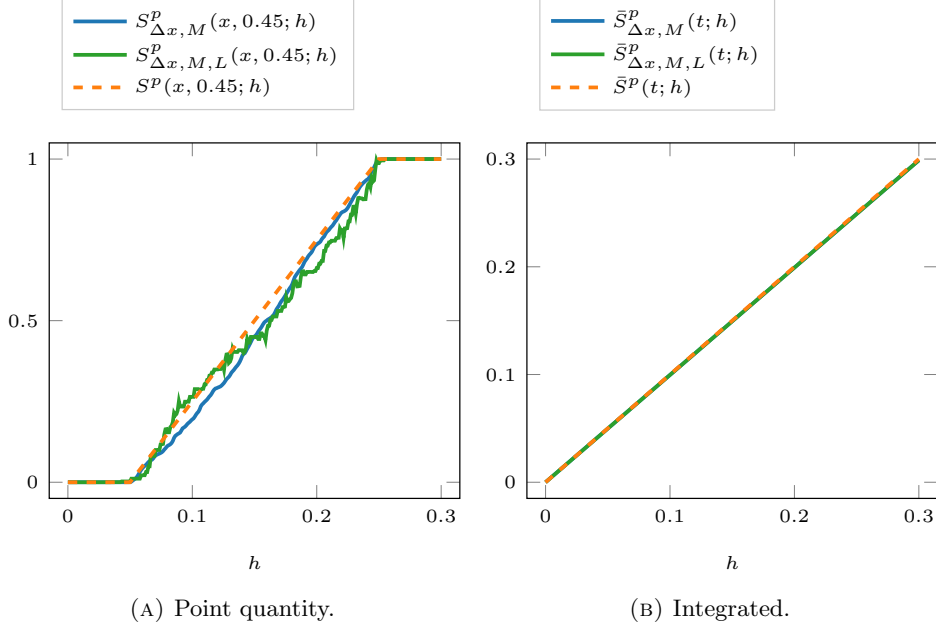 S^p_{Δx,M}(x, 0.45; h)
S^p_{Δx,M,L}(x, 0.45; h)
S^p(x, 0.45; h)
S̄^p_{Δx,M}(t; h)
S̄^p_{Δx,M,L}(t; h)
S̄^p(t; h)
1
0.5
0
0 0.1 0.2 0.3
h
(A) Point quantity.
0.3
0.2
0.1
0
0 0.1 0.2 0.3
h
(B) Integrated.